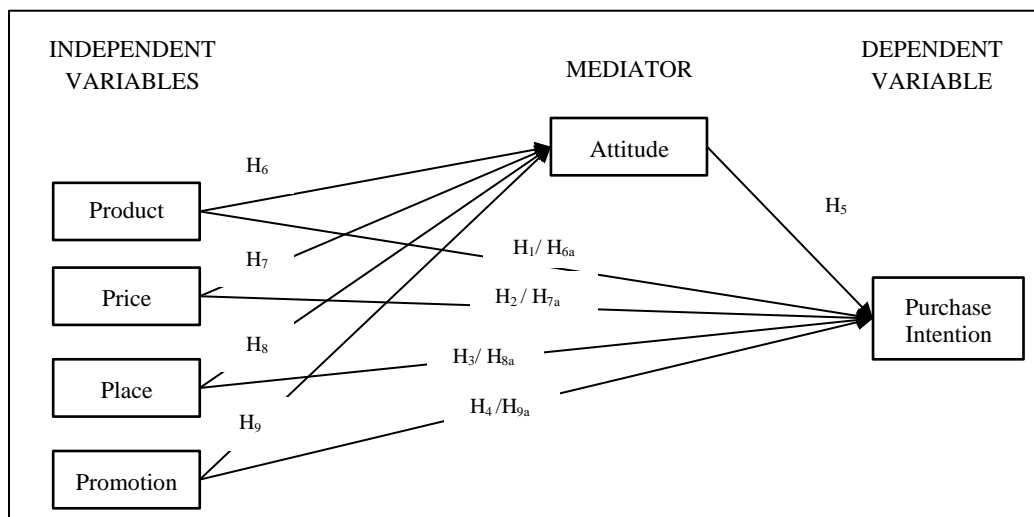 INDEPENDENT
VARIABLES
MEDIATOR
DEPENDENT
VARIABLE
Attitude
H₆
Product
H₅
H₇
H₁/ H₆ₐ
Price
H₂ / H₇ₐ
Purchase
Intention
H₈
H₃/ H₈ₐ
Place
H₉
H₄ /H₉ₐ
Promotion